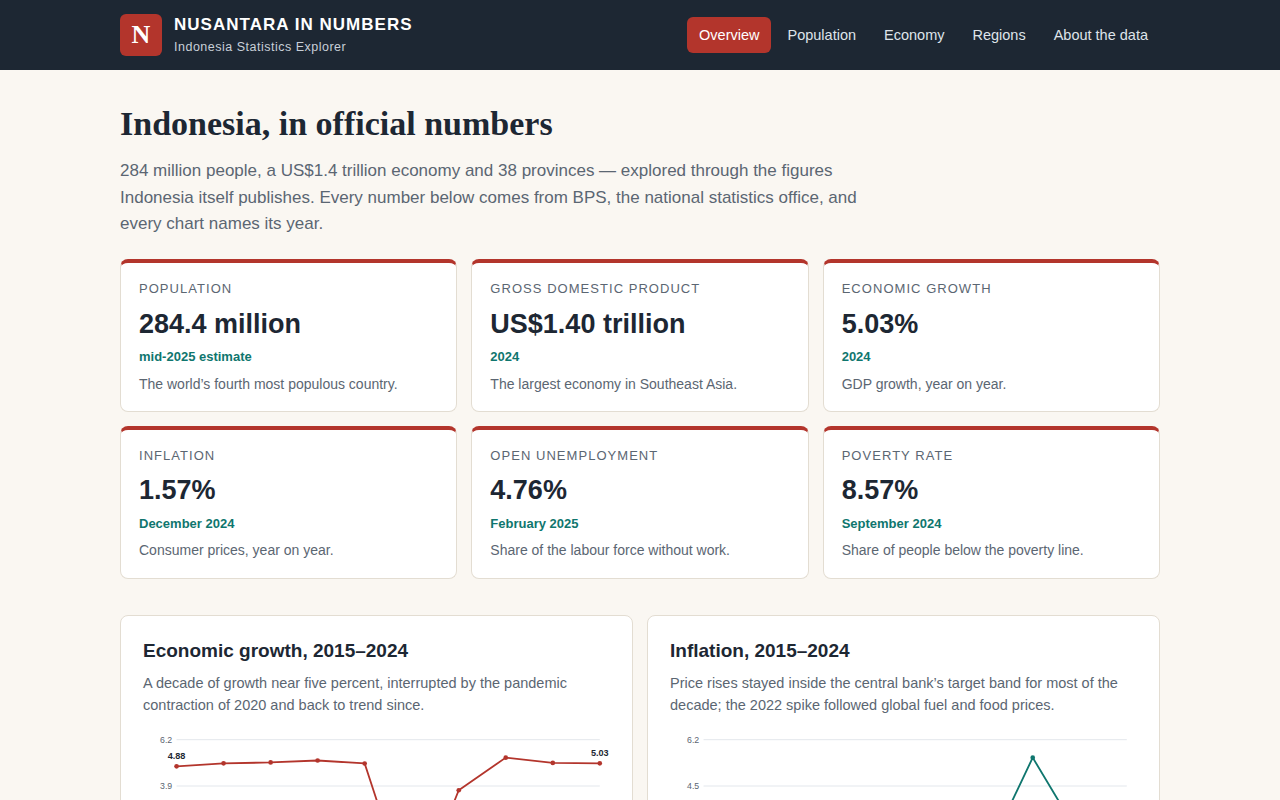 N
NUSANTARA IN NUMBERS
Indonesia Statistics Explorer
Overview
Population
Economy
Regions
About the data
Indonesia, in official numbers
284 million people, a US$1.4 trillion economy and 38 provinces — explored through the figures
Indonesia itself publishes. Every number below comes from BPS, the national statistics office, and
every chart names its year.
POPULATION
284.4 million
mid-2025 estimate
The world’s fourth most populous country.
GROSS DOMESTIC PRODUCT
US$1.40 trillion
2024
The largest economy in Southeast Asia.
ECONOMIC GROWTH
5.03%
2024
GDP growth, year on year.
INFLATION
1.57%
December 2024
Consumer prices, year on year.
OPEN UNEMPLOYMENT
4.76%
February 2025
Share of the labour force without work.
POVERTY RATE
8.57%
September 2024
Share of people below the poverty line.
Economic growth, 2015–2024
A decade of growth near five percent, interrupted by the pandemic
contraction of 2020 and back to trend since.
6.2
4.88
5.03
3.9
Inflation, 2015–2024
Price rises stayed inside the central bank’s target band for most of the
decade; the 2022 spike followed global fuel and food prices.
6.2
4.5